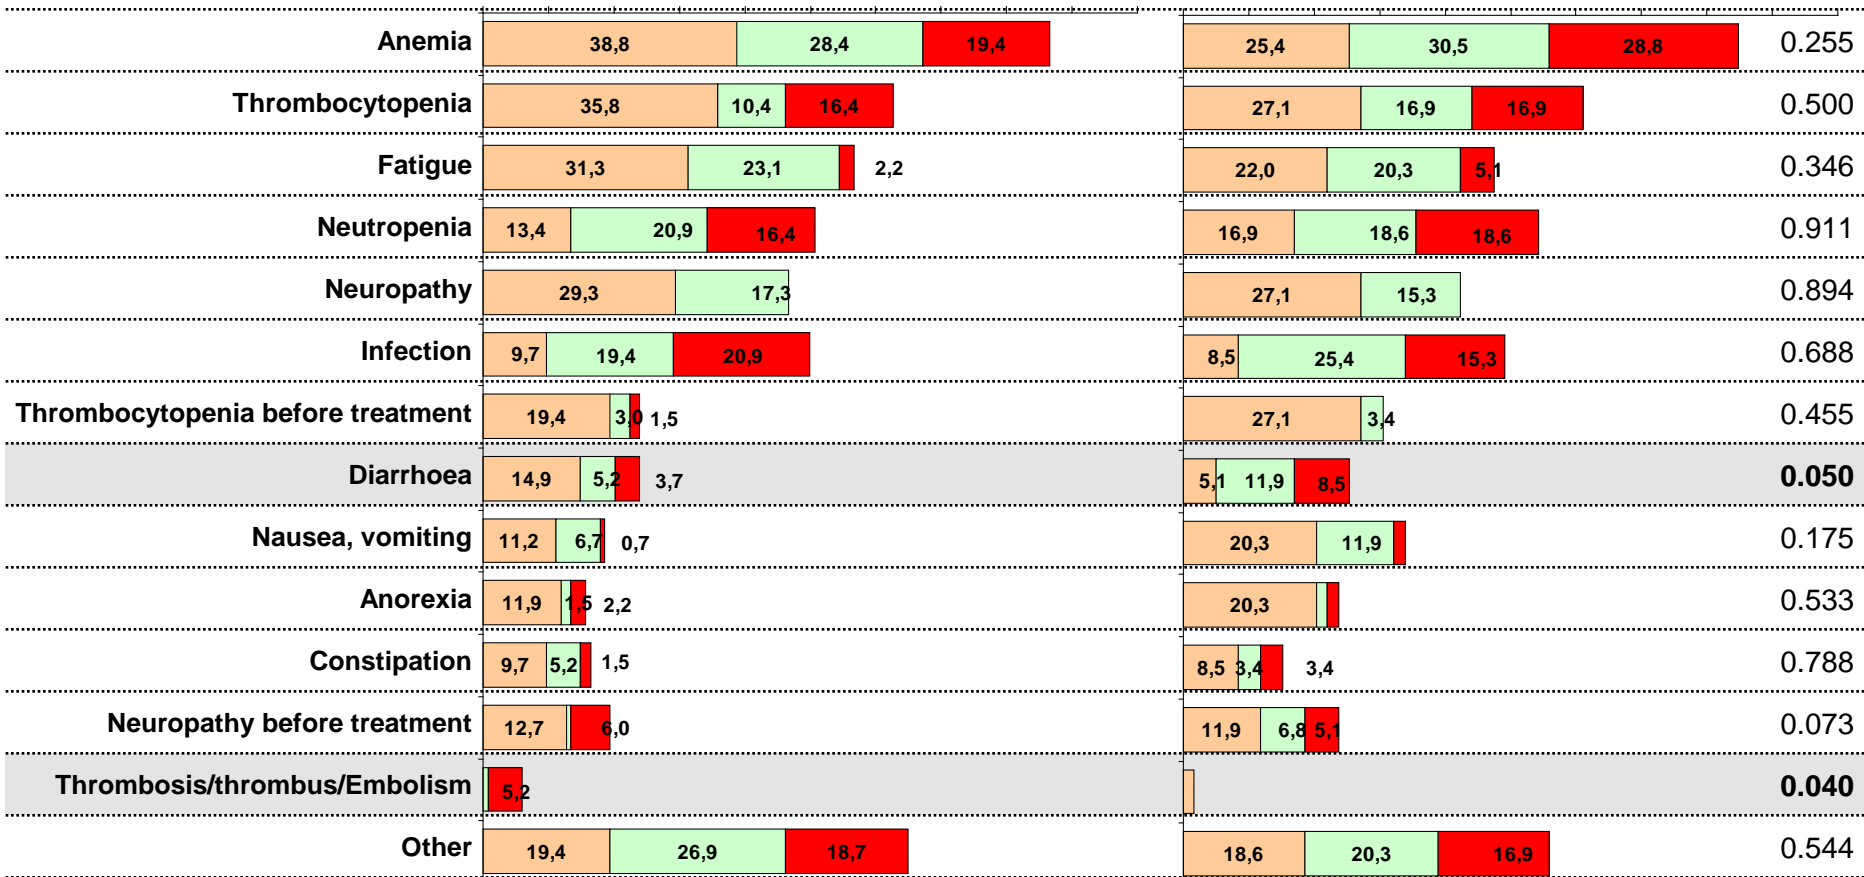 Anemia 38,8 28,4 19,4 25,4 30,5 28,8 0.255
Thrombocytopenia 35,8 10,4 16,4 27,1 16,9 16,9 0.500
Fatigue 31,3 23,1 2,2 22,0 20,3 5,1 0.346
Neutropenia 13,4 20,9 16,4 16,9 18,6 18,6 0.911
Neuropathy 29,3 17,3 27,1 15,3 0.894
Infection 9,7 19,4 20,9 8,5 25,4 15,3 0.688
Thrombocytopenia before treatment 19,4 3,0 1,5 27,1 3,4 0.455
Diarrhoea 14,9 5,2 3,7 5,1 11,9 8,5 0.050
Nausea, vomiting 11,2 6,7 0,7 20,3 11,9 0.175
Anorexia 11,9 1,5 2,2 20,3 0.533
Constipation 9,7 5,2 1,5 8,5 3,4 3,4 0.788
Neuropathy before treatment 12,7 6,0 11,9 6,8 5,1 0.073
Thrombosis/thrombus/Embolism 5,2 0.040
Other 19,4 26,9 18,7 18,6 20,3 16,9 0.544